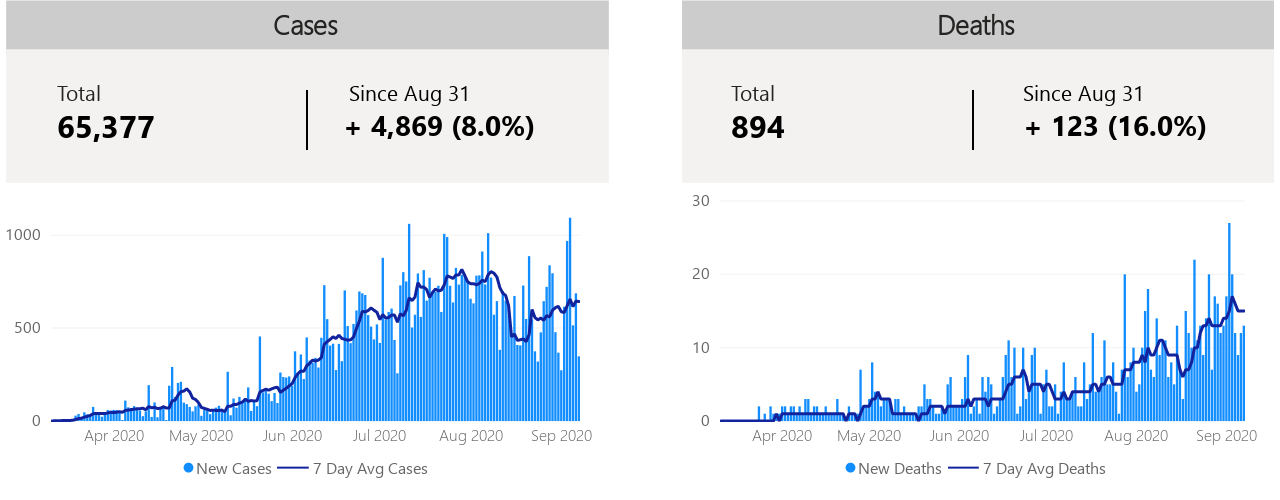 Cases
Total
65,377
Since Aug 31
+ 4,869 (8.0%)
1000
500
0
Apr 2020 May 2020 Jun 2020 Jul 2020 Aug 2020 Sep 2020
New Cases 7 Day Avg Cases
Deaths
Total
894
Since Aug 31
+ 123 (16.0%)
30
20
10
0
Apr 2020 May 2020 Jun 2020 Jul 2020 Aug 2020 Sep 2020
New Deaths 7 Day Avg Deaths